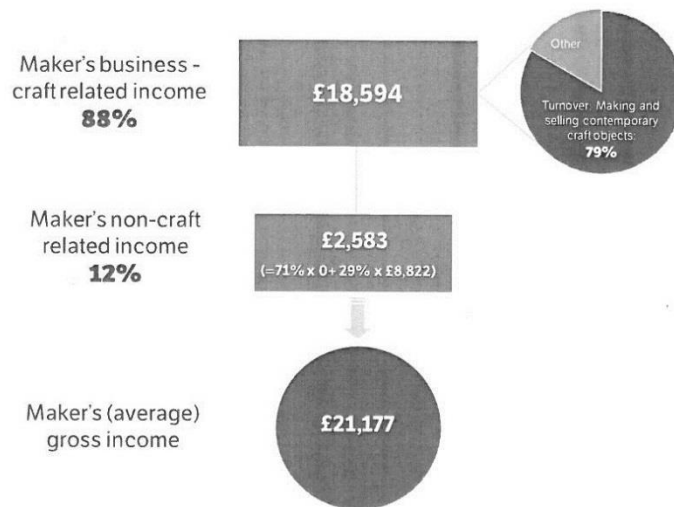 Maker's business -
craft related income
88%
£18,594
Other
Turnover: Making and
selling contemporary
craft objects:
79%
Maker's non-craft
related income
12%
£2,583
(=71% x 0+ 29% x £8,822)
Maker's (average)
gross income
£21,177